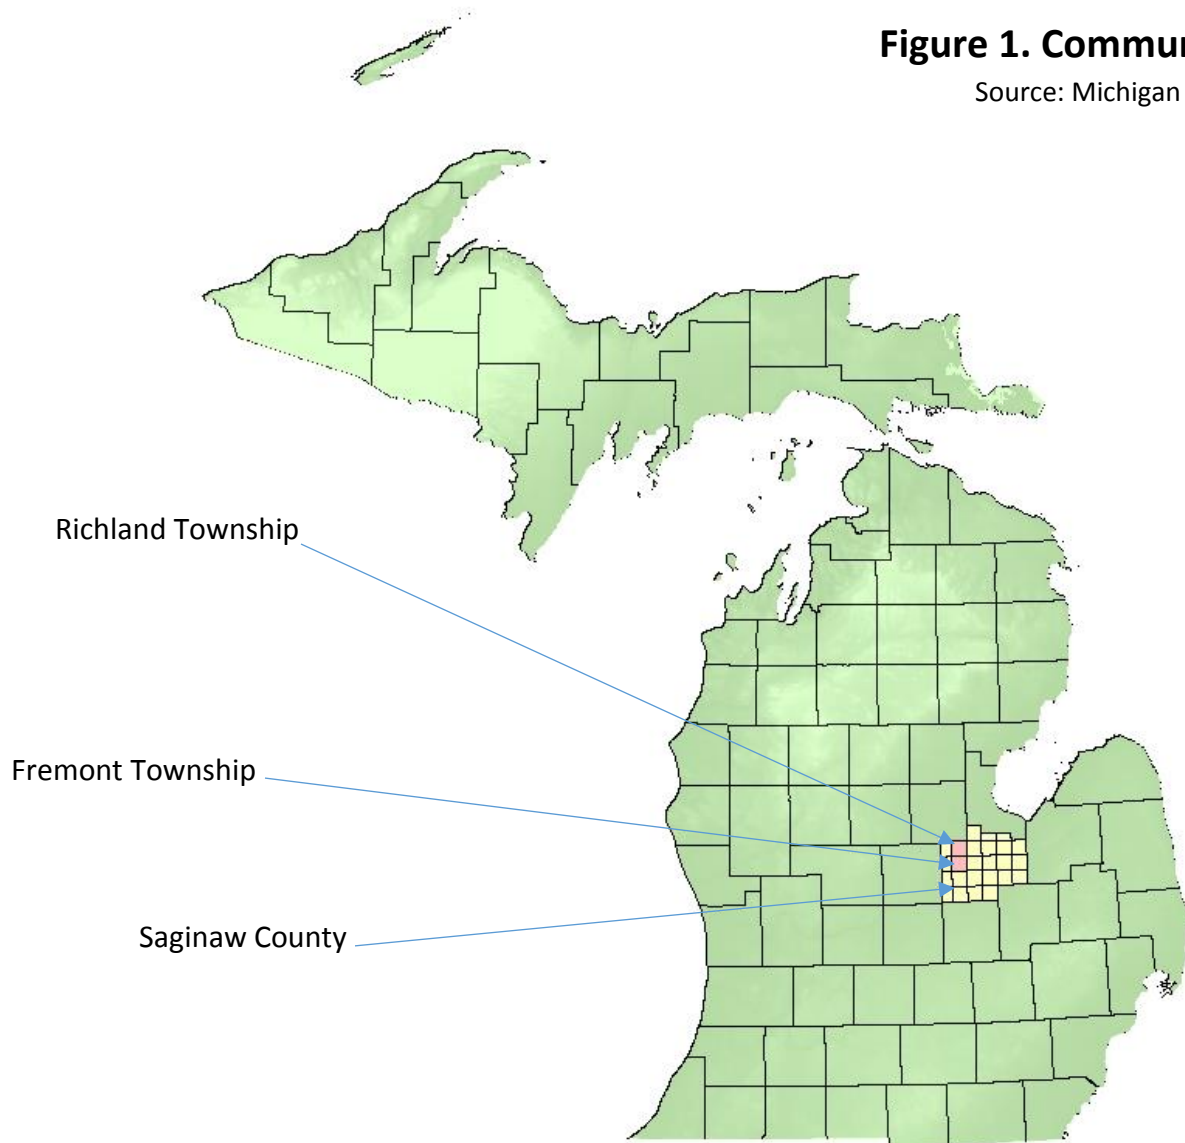 Figure 1. Commu
Source: Michigan
Richland Township
Fremont Township
Saginaw County